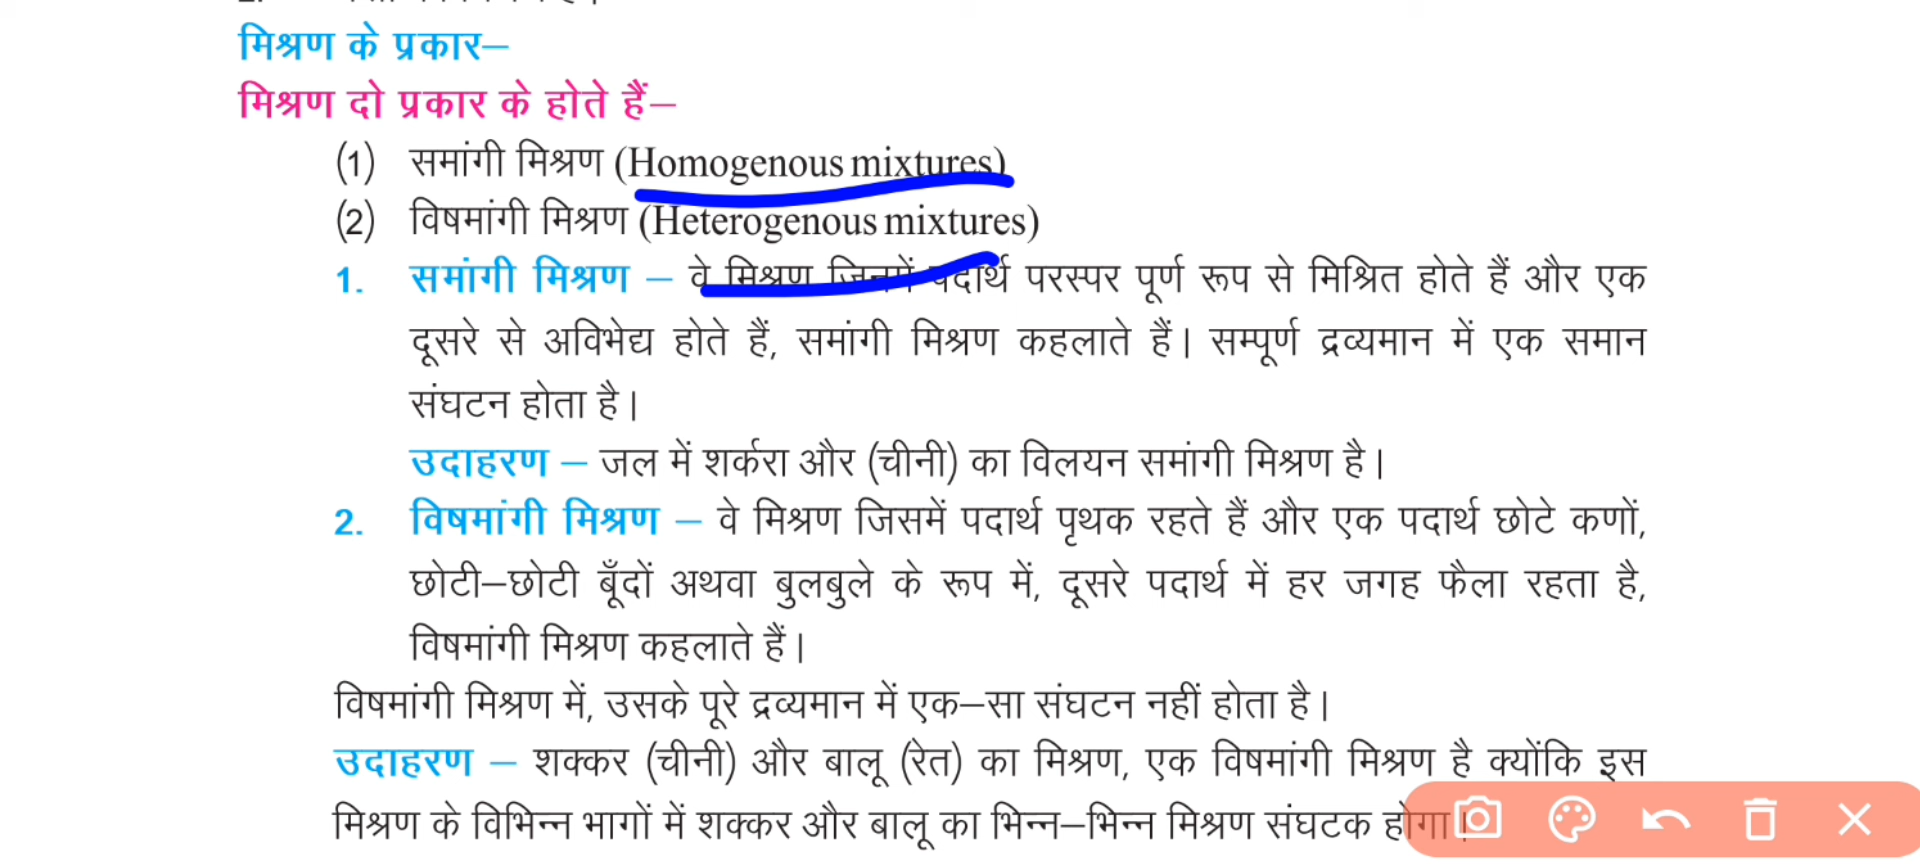 मिश्रण के प्रकार–
मिश्रण दो प्रकार के होते हैं–
(1) समांगी मिश्रण (Homogenous mixtures)
(2) विषमांगी मिश्रण (Heterogenous mixtures)
1. समांगी मिश्रण – वे मिश्रण जिनमें पदार्थ परस्पर पूर्ण रूप से मिश्रित होते हैं और एक
दूसरे से अविभेद्य होते हैं, समांगी मिश्रण कहलाते हैं। सम्पूर्ण द्रव्यमान में एक समान
संघटन होता है।
उदाहरण – जल में शर्करा और (चीनी) का विलयन समांगी मिश्रण है।
2. विषमांगी मिश्रण – वे मिश्रण जिसमें पदार्थ पृथक रहते हैं और एक पदार्थ छोटे कणों,
छोटी–छोटी बूँदों अथवा बुलबुले के रूप में, दूसरे पदार्थ में हर जगह फैला रहता है,
विषमांगी मिश्रण कहलाते हैं।
विषमांगी मिश्रण में, उसके पूरे द्रव्यमान में एक–सा संघटन नहीं होता है।
उदाहरण – शक्कर (चीनी) और बालू (रेत) का मिश्रण, एक विषमांगी मिश्रण है क्योंकि इस
मिश्रण के विभिन्न भागों में शक्कर और बालू का भिन्न–भिन्न मिश्रण संघटक होगा।